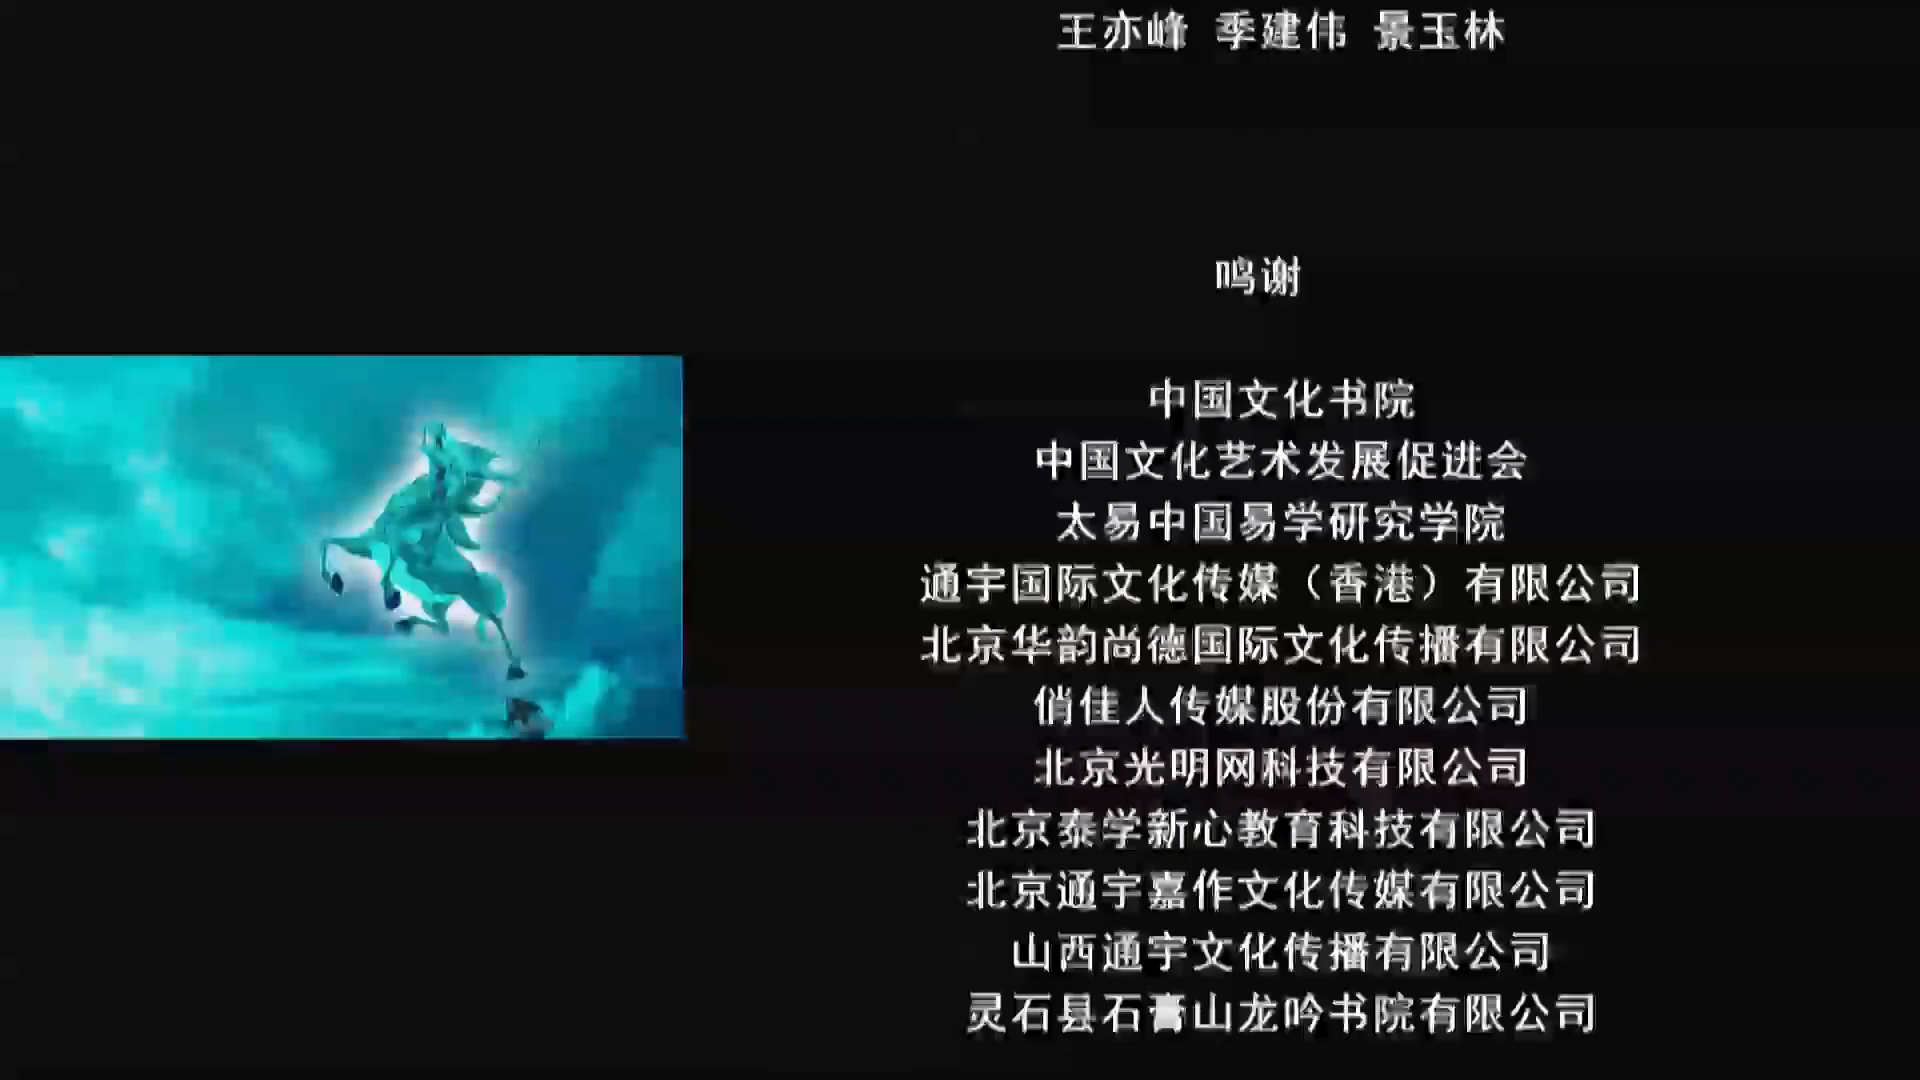 王亦峰 季建伟 景玉林
鸣谢
中国文化书院
中国文化艺术发展促进会
太易中国易学研究学院
通宇国际文化传媒（香港）有限公司
北京华韵尚德国际文化传播有限公司
俏佳人传媒股份有限公司
北京光明网科技有限公司
北京泰学新心教育科技有限公司
北京通宇嘉作文化传媒有限公司
山西通宇文化传播有限公司
灵石县石膏山龙吟书院有限公司